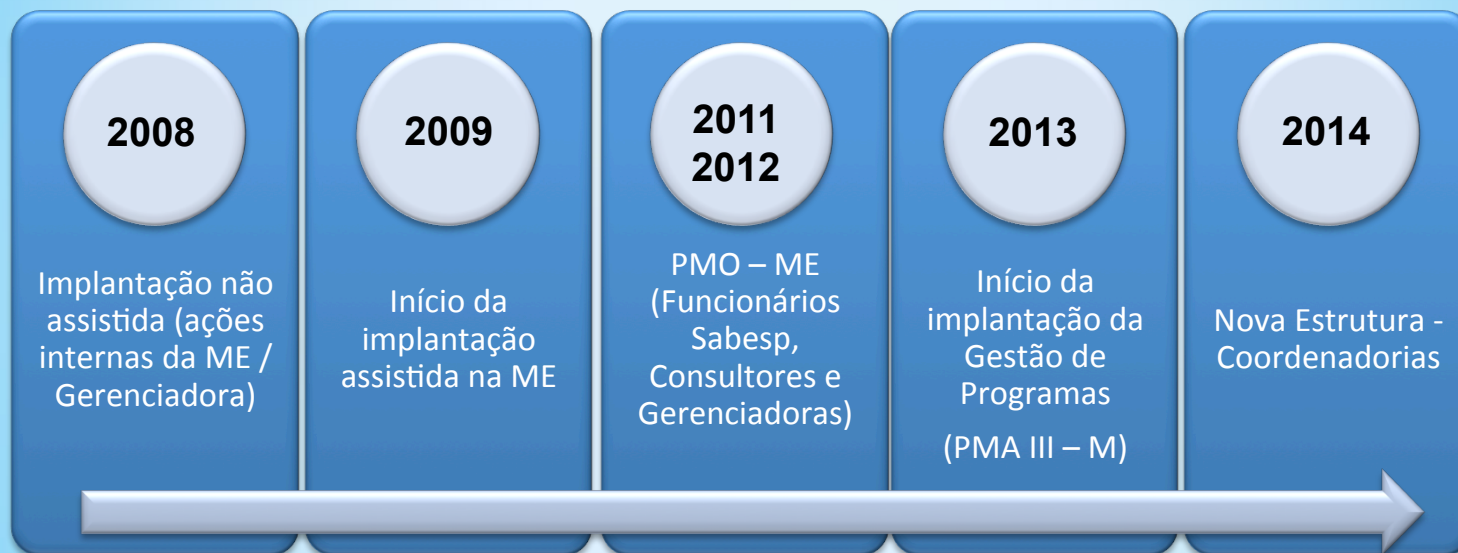 2008
Implantação não
assistida (ações
internas da ME /
Gerenciadora)
2009
Início da
implantação
assistida na ME
2011
2012
PMO – ME
(Funcionários
Sabesp,
Consultores e
Gerenciadoras)
2013
Início da
implantação da
Gestão de
Programas
(PMA III – M)
2014
Nova Estrutura -
Coordenadorias